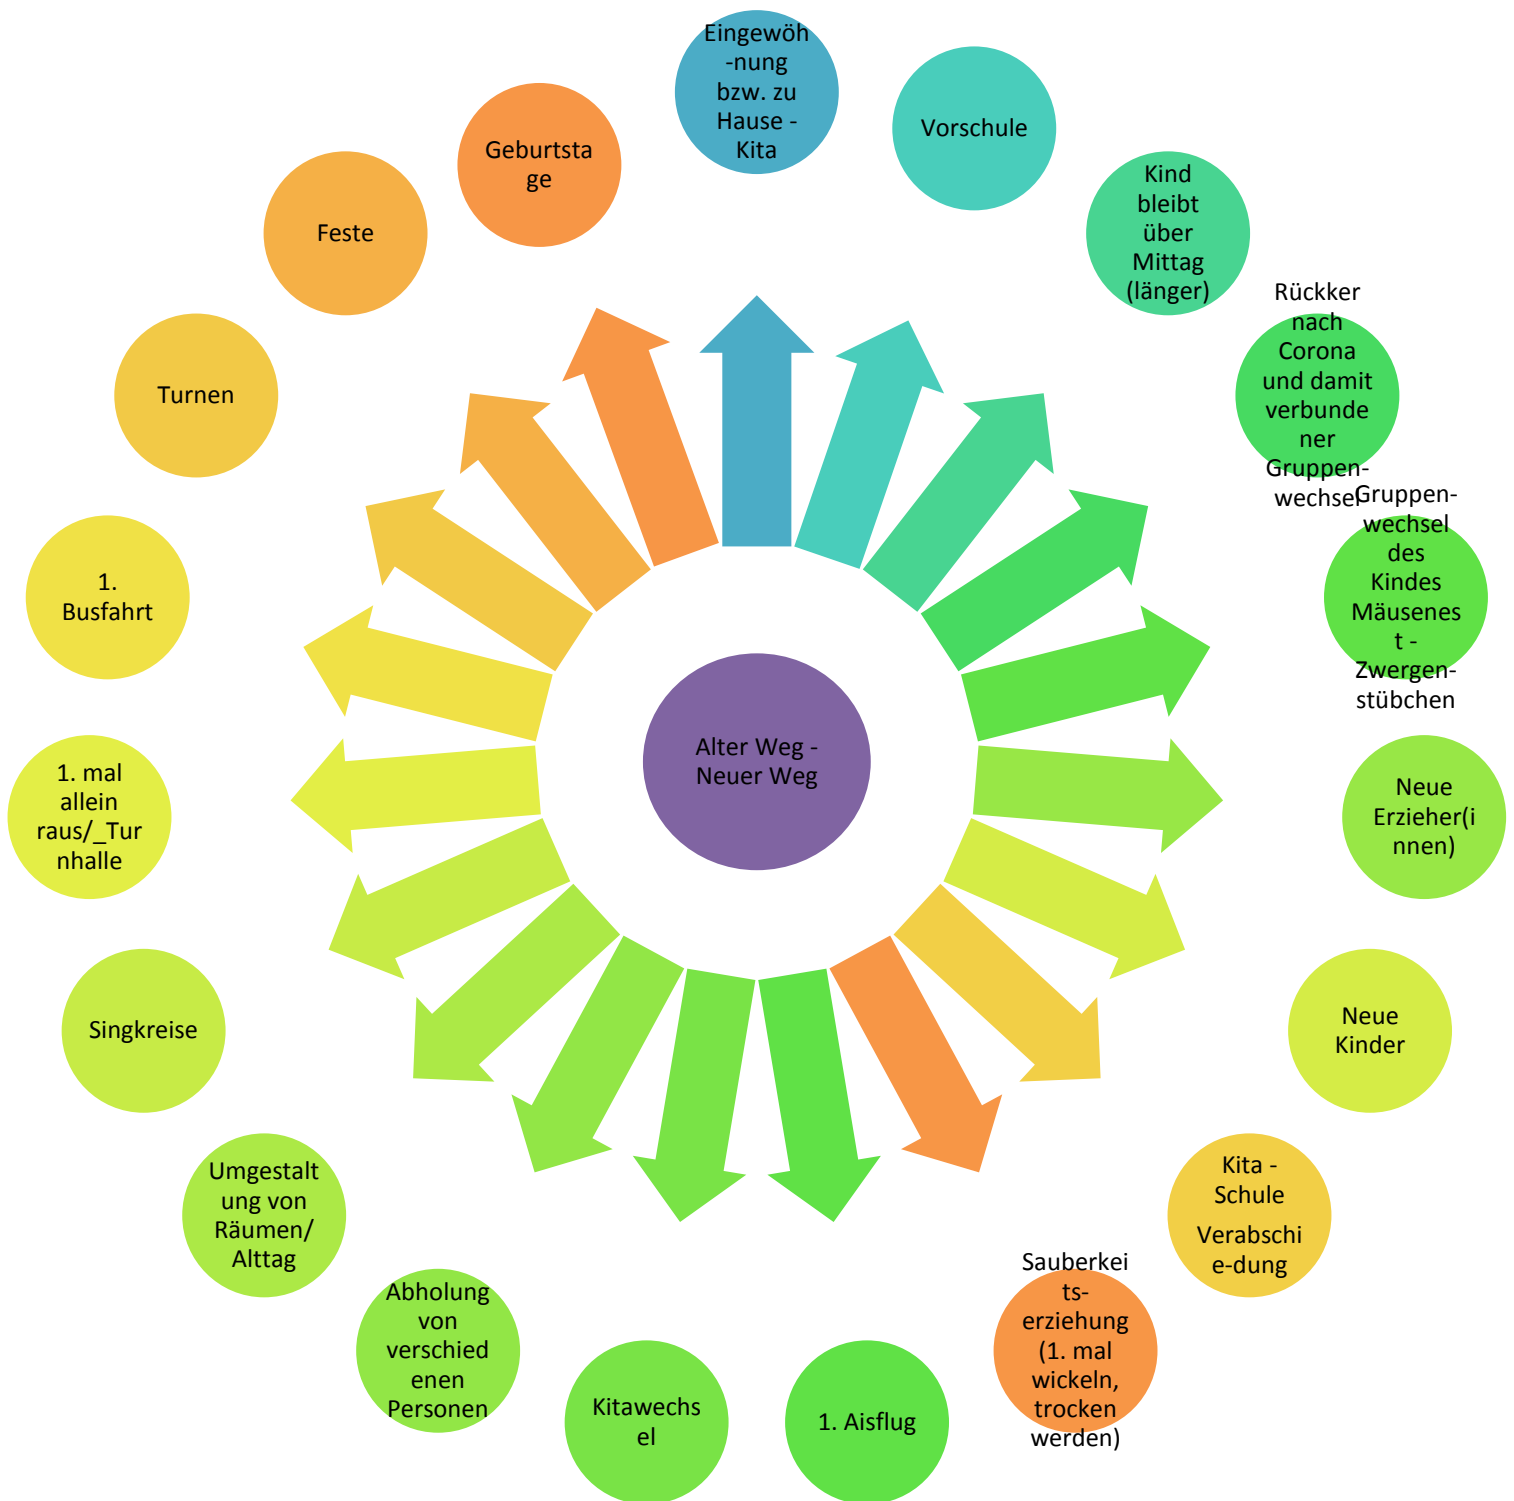 Eingewöh
-nung
bzw. zu
Hause -
Kita
Vorschule
Kind
bleibt
über
Mittag
(länger)
Rückker
nach
Corona
und damit
verbunde
ner
Gruppen-
wechsel
Gruppen-
wechsel
des
Kindes
Mäusenes
t -
Zwergen-
stübchen
Neue
Erzieher(i
nnen)
Neue
Kinder
Kita -
Schule
Verabschi
e-dung
Sauberkei
ts-
erziehung
(1. mal
wickeln,
trocken
werden)
1. Aisflug
Kitawechs
el
Abholung
von
verschied
enen
Personen
Umgestalt
ung von
Räumen/
Alttag
Singkreise
1. mal
allein
raus/_Tur
nhalle
1.
Busfahrt
Turnen
Feste
Geburtsta
ge
Alter Weg -
Neuer Weg